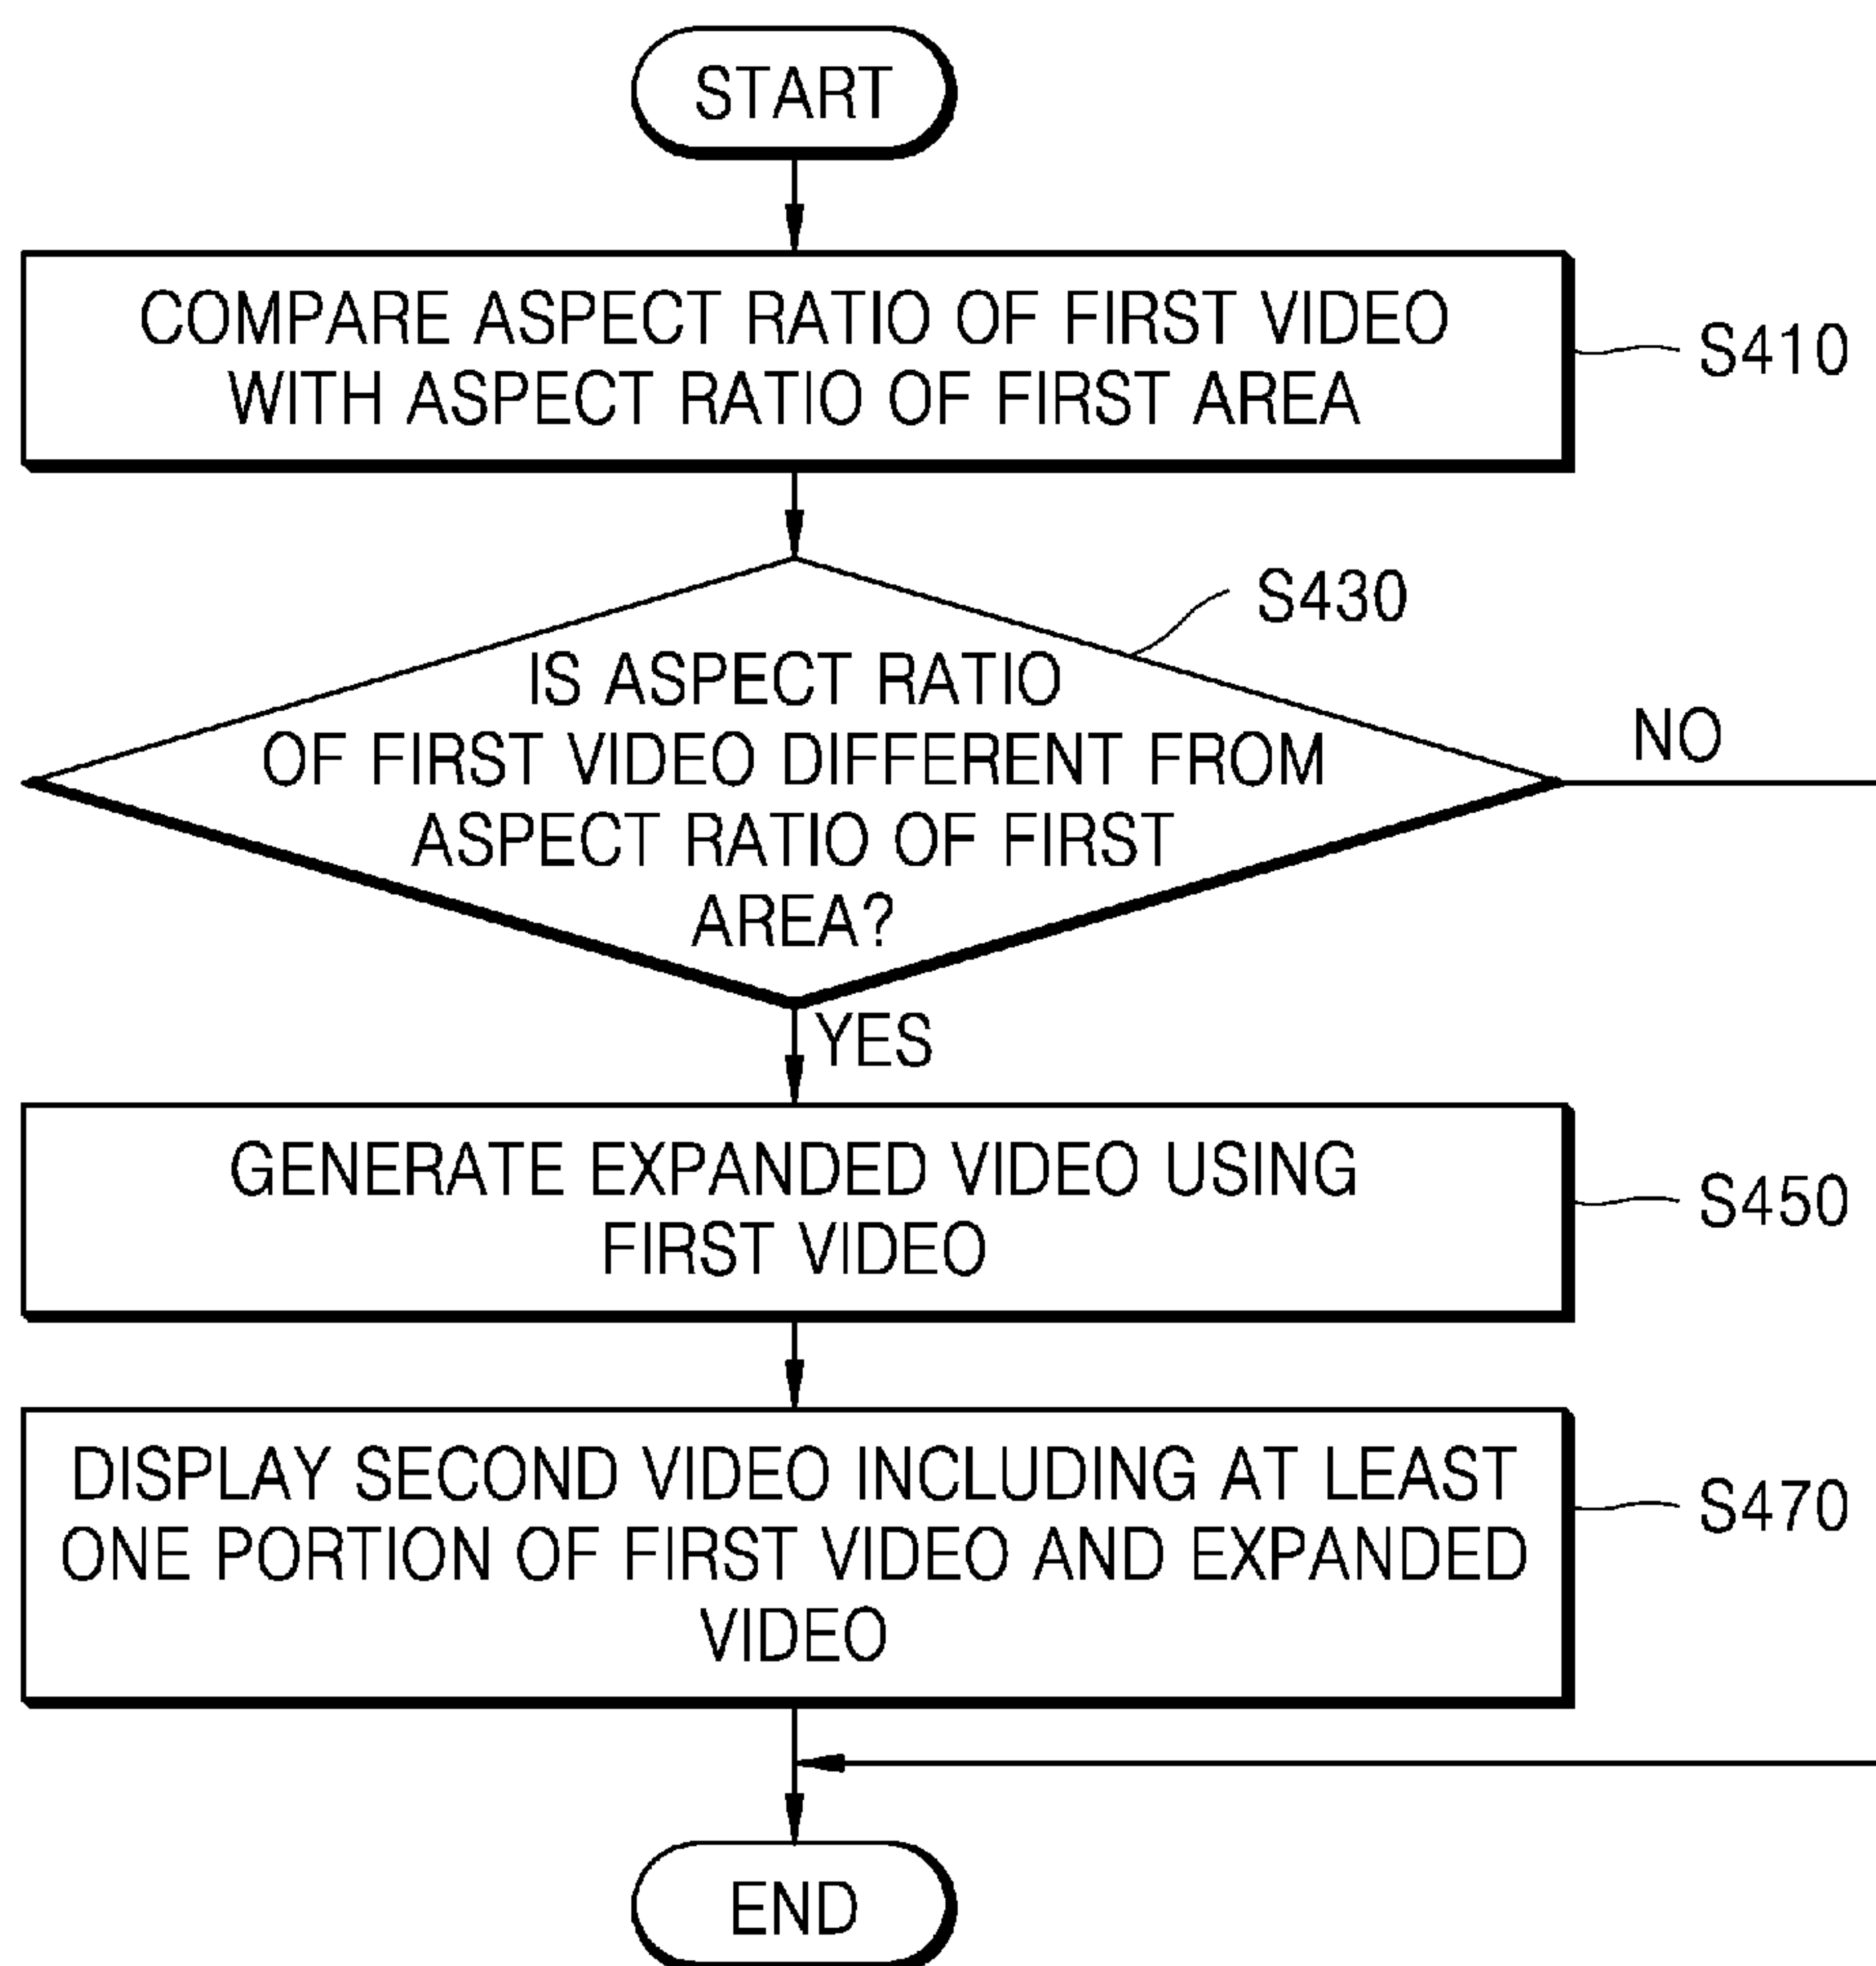 START
COMPARE ASPECT RATIO OF FIRST VIDEO
WITH ASPECT RATIO OF FIRST AREA
S410
S430
IS ASPECT RATIO
OF FIRST VIDEO DIFFERENT FROM
ASPECT RATIO OF FIRST
AREA?
NO
YES
GENERATE EXPANDED VIDEO USING
FIRST VIDEO
S450
DISPLAY SECOND VIDEO INCLUDING AT LEAST
ONE PORTION OF FIRST VIDEO AND EXPANDED
VIDEO
S470
END